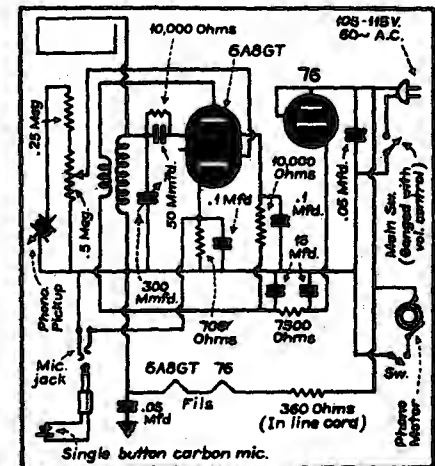 10,000 Ohms
6A8GT
76
105-115V.
60~ A.C.
.25 Meg
.5 Meg.
50 Mmfd.
.1 Mfd
10,000
Ohms
.1
Mfd.
.05 Mfd.
Main Sw.
(Ganged with
vol. control)
Phono
Pickup
300
Mmfd.
15
Mfd
Ohms
7500
Ohms
Mic.
jack
6A8GT
76
Fils
Sw.
Phono
Motor
.05
Mfd
360 Ohms
(In line cord)
Single button carbon mic.